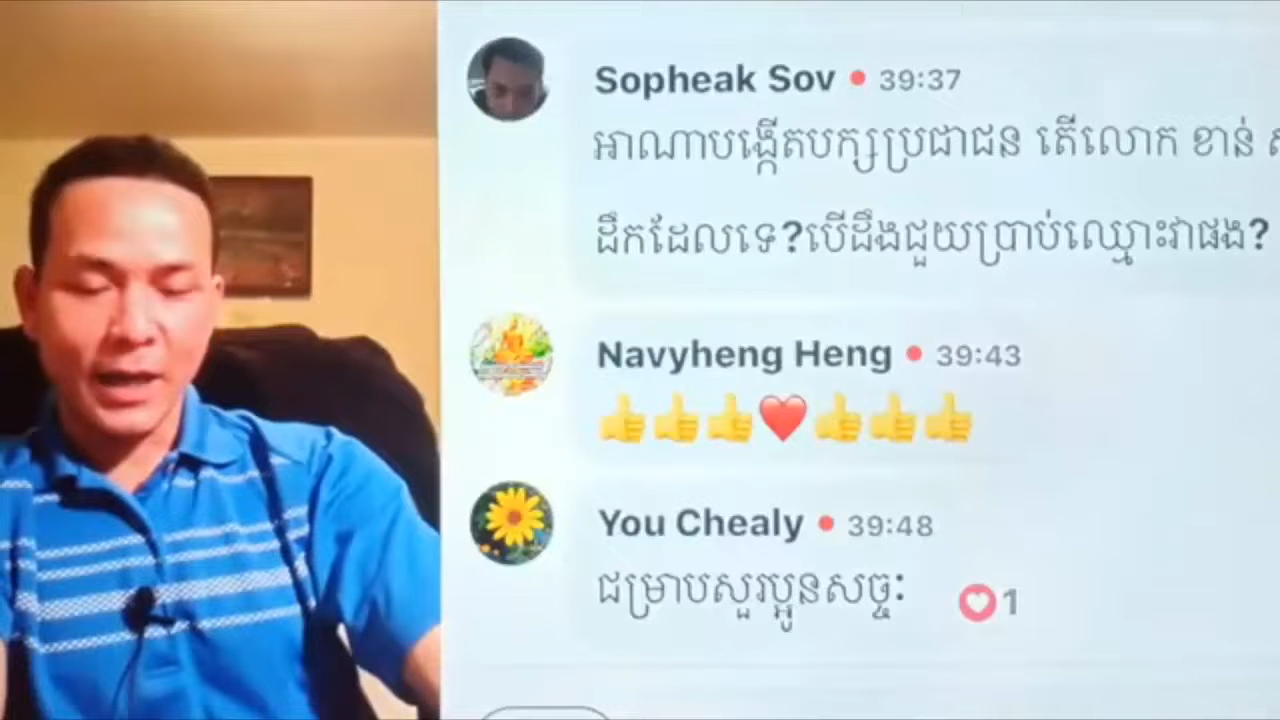 Sopheak Sov 39:37
អាណាបង្កើតបក្សប្រជាជន តើលោក ខាន់
ដឹកដែលទេ?បើដឹងជួយប្រាប់ឈ្មោះវាផង?
Navyheng Heng 39:43
👍👍👍❤️👍👍👍
You Chealy 39:48
ជម្រាបសួរប្អូនសច្ចៈ
1